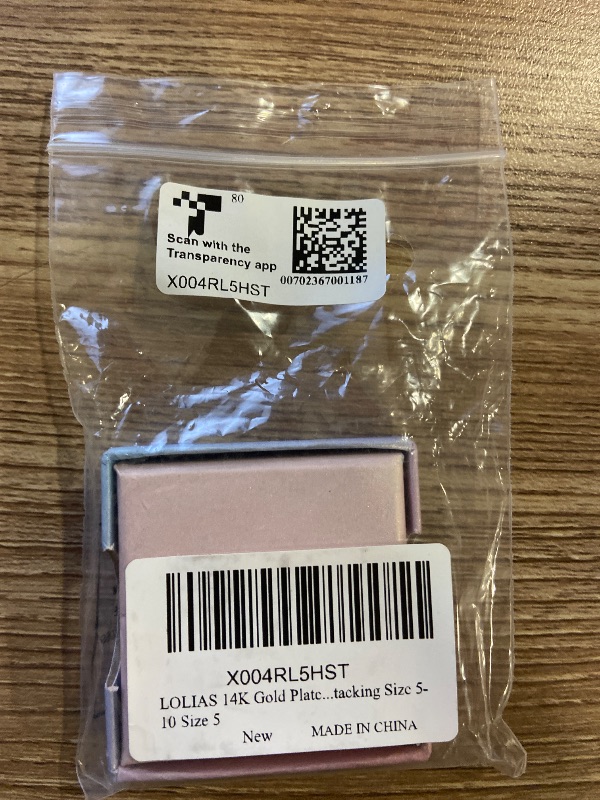 80
Scan with the
Transparency app
X004RL5HST
00702367001187
X004RL5HST
LOLIAS 14K Gold Plate...tacking Size 5-
10 Size 5
New MADE IN CHINA